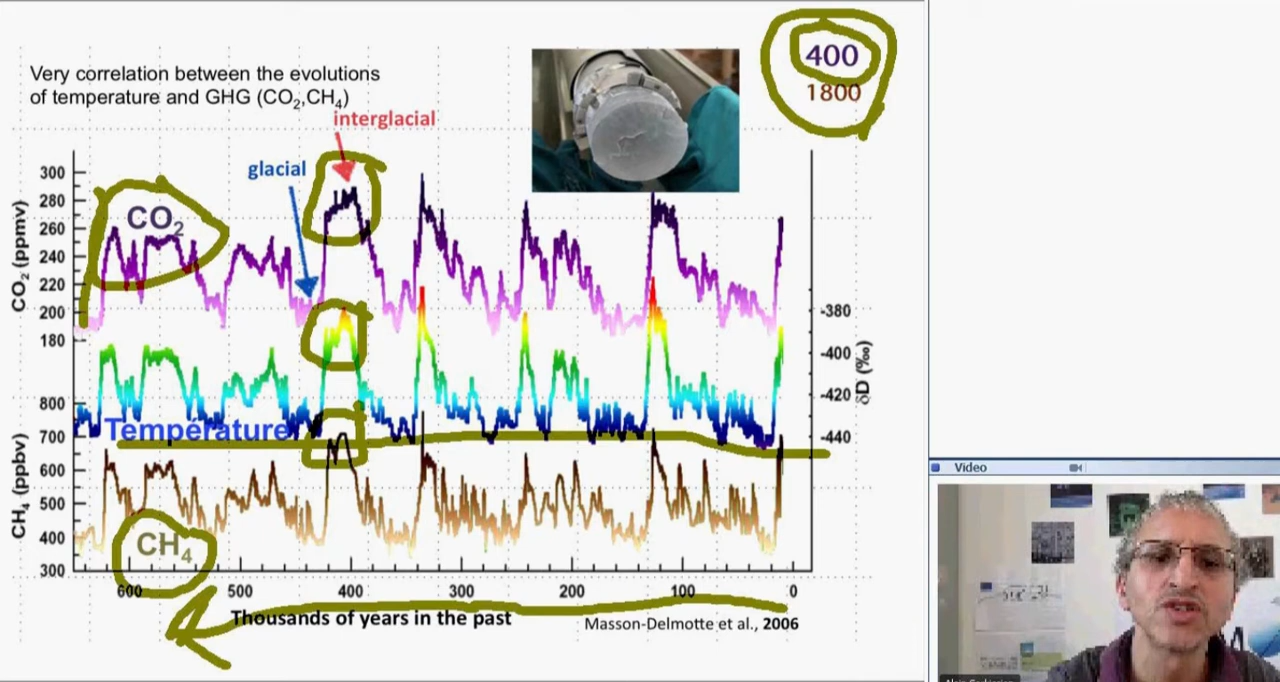 Very correlation between the evolutions
of temperature and GHG (CO₂,CH₄)
400
1800
interglacial
glacial
CO₂
CO₂ (ppmv)
300
280
260
240
220
200
180
-380
-400
-420
-440
δD (‰)
Température
CH₄ (ppbv)
800
700
600
500
400
300
CH₄
600
500
400
300
200
100
0
Thousands of years in the past
Masson-Delmotte et al., 2006
Video